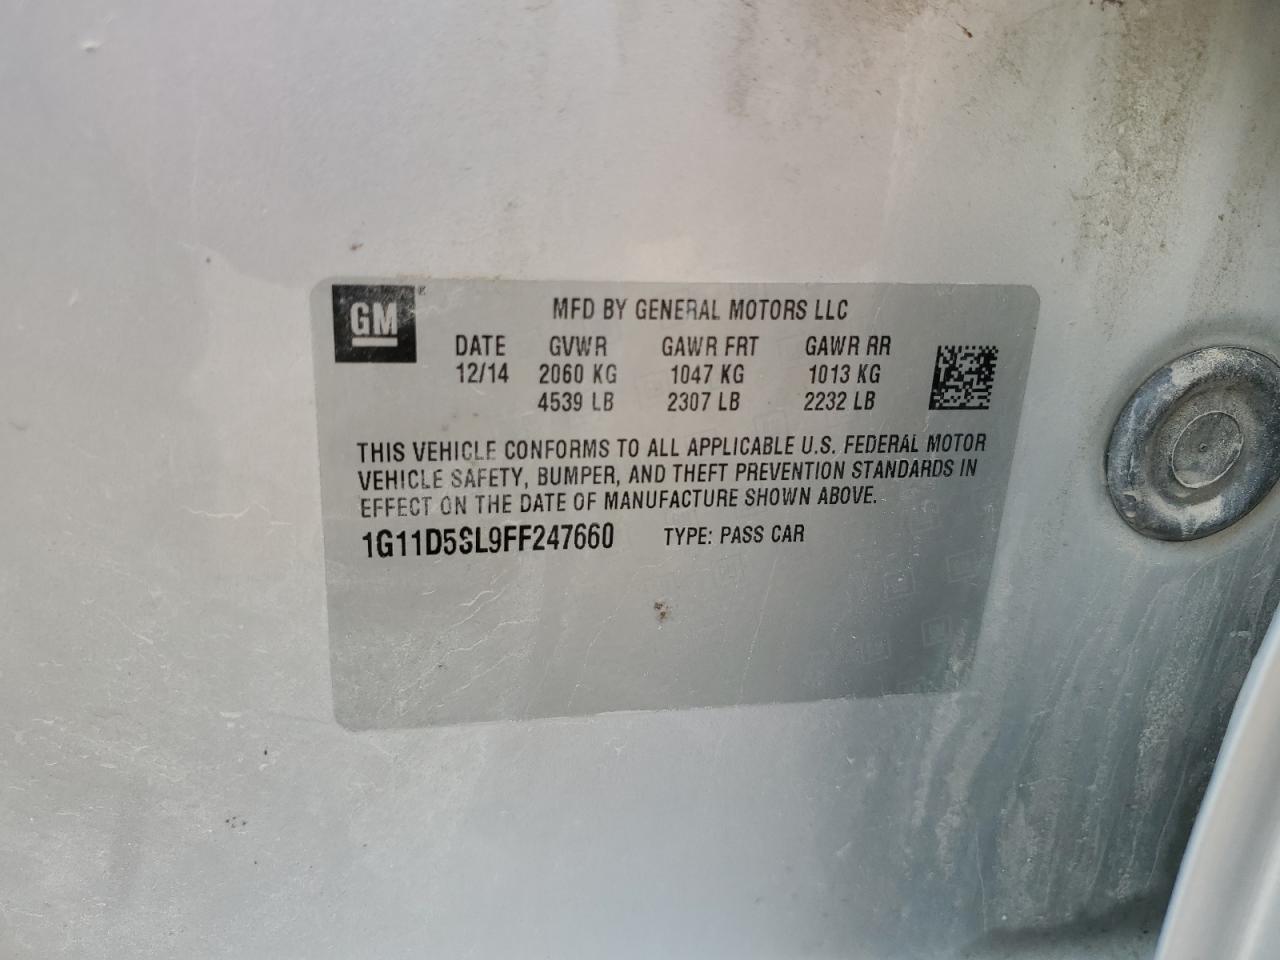 GM
MFD BY GENERAL MOTORS LLC
DATE GVWR GAWR FRT GAWR RR
12/14 2060 KG 1047 KG 1013 KG
4539 LB 2307 LB 2232 LB
THIS VEHICLE CONFORMS TO ALL APPLICABLE U.S. FEDERAL MOTOR
VEHICLE SAFETY, BUMPER, AND THEFT PREVENTION STANDARDS IN
EFFECT ON THE DATE OF MANUFACTURE SHOWN ABOVE.
1G11D5SL9FF247660 TYPE: PASS CAR